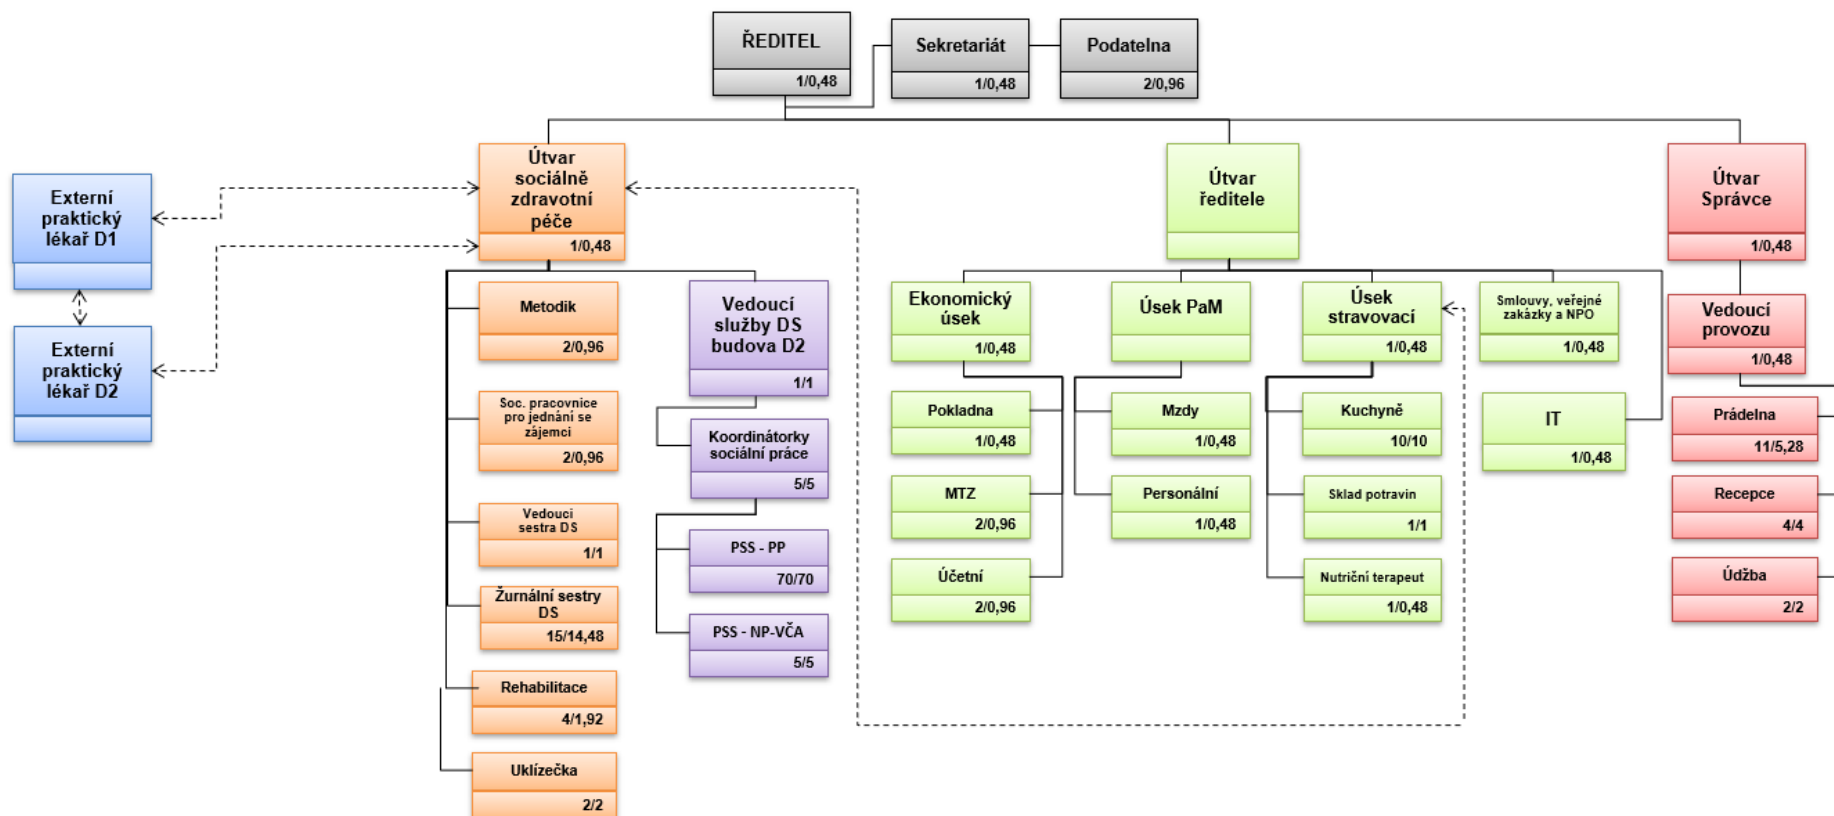 ŘEDITEL
1/0,48
Sekretariát
1/0,48
Podatelna
2/0,96
Externí
praktický
lékař D1
Externí
praktický
lékař D2
Útvar
sociálně
zdravotní
péče
1/0,48
Metodik
2/0,96
Soc. pracovnice
pro jednání se
zájemci
2/0,96
Vedoucí
sestra DS
1/1
Žurnální sestry
DS
15/14,48
Rehabilitace
4/1,92
Uklízečka
2/2
Vedoucí
služby DS
budova D2
1/1
Koordinátorky
sociální práce
5/5
PSS - PP
70/70
PSS - NP-VČA
5/5
Útvar
ředitele
Ekonomický
úsek
1/0,48
Pokladna
1/0,48
MTZ
2/0,96
Účetní
2/0,96
Úsek PaM
Mzdy
1/0,48
Personální
1/0,48
Úsek
stravovací
1/0,48
Kuchyně
10/10
Sklad potravin
1/1
Nutriční terapeut
1/0,48
Smlouvy, veřejné
zakázky a NPO
1/0,48
IT
1/0,48
Útvar
Správce
1/0,48
Vedoucí
provozu
1/0,48
Prádelna
11/5,28
Recepce
4/4
Údžba
2/2